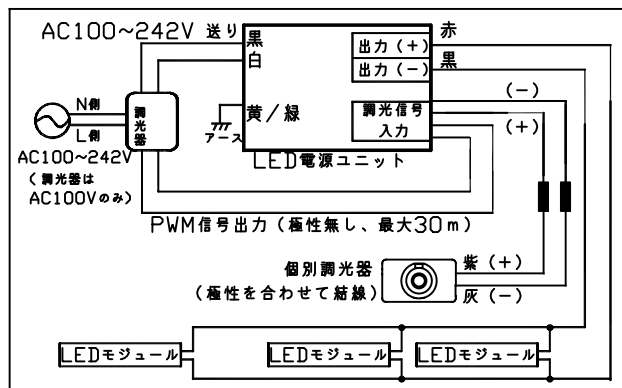 AC100~242V 送り
黒
白
黄/緑
アース
出力(+)
出力(-)
調光信号
入力
LED電源ユニット
赤
黒
(-)
(+)
N側
L側
調光器
AC100~242V
(調光器は
AC100Vのみ)
PWM信号出力(極性無し、最大30m)
個別調光器
(極性を合わせて結線)
紫(+)
灰(-)
LEDモジュール
LEDモジュール
LEDモジュール